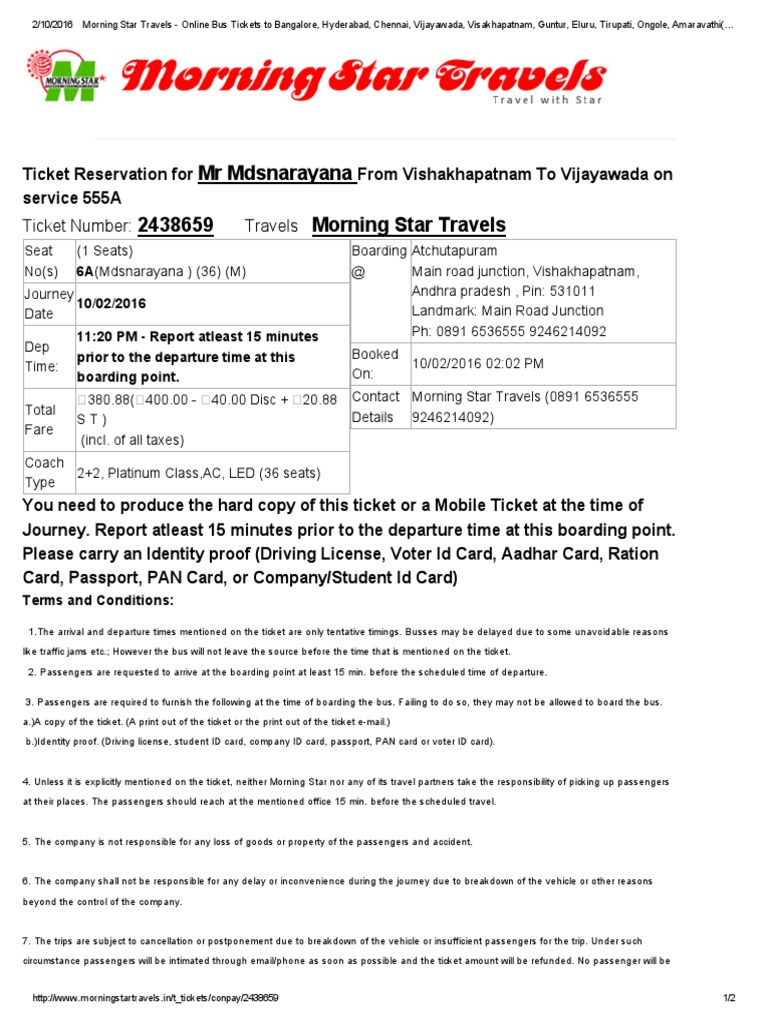 2/10/2016 Morning Star Travels - Online Bus Tickets to Bangalore, Hyderabad, Chennai, Vijayawada, Visakhapatnam, Guntur, Eluru, Tirupati, Ongole, Amaravathi(…
MORNING STAR
Morning Star Travels
Travel with Star
Ticket Reservation for Mr Mdsnarayana From Vishakhapatnam To Vijayawada on
service 555A
Ticket Number: 2438659 Travels Morning Star Travels
Seat
No(s)
(1 Seats)
6A(Mdsnarayana ) (36) (M)
Journey
Date
10/02/2016
Dep
Time:
11:20 PM - Report atleast 15 minutes
prior to the departure time at this
boarding point.
Total
Fare
□380.88(□400.00 - □40.00 Disc + □20.88
S T )
(incl. of all taxes)
Coach
Type
2+2, Platinum Class,AC, LED (36 seats)
Boarding
@
Atchutapuram
Main road junction, Vishakhapatnam,
Andhra pradesh , Pin: 531011
Landmark: Main Road Junction
Ph: 0891 6536555 9246214092
Booked
On:
10/02/2016 02:02 PM
Contact
Details
Morning Star Travels (0891 6536555
9246214092)
You need to produce the hard copy of this ticket or a Mobile Ticket at the time of
Journey. Report atleast 15 minutes prior to the departure time at this boarding point.
Please carry an Identity proof (Driving License, Voter Id Card, Aadhar Card, Ration
Card, Passport, PAN Card, or Company/Student Id Card)
Terms and Conditions:
1.The arrival and departure times mentioned on the ticket are only tentative timings. Busses may be delayed due to some unavoidable reasons
like traffic jams etc.; However the bus will not leave the source before the time that is mentioned on the ticket.
2. Passengers are requested to arrive at the boarding point at least 15 min. before the scheduled time of departure.
3. Passengers are required to furnish the following at the time of boarding the bus. Failing to do so, they may not be allowed to board the bus.
a.)A copy of the ticket. (A print out of the ticket or the print out of the ticket e-mail.)
b.)Identity proof. (Driving license, student ID card, company ID card, passport, PAN card or voter ID card).
4. Unless it is explicitly mentioned on the ticket, neither Morning Star nor any of its travel partners take the responsibility of picking up passengers
at their places. The passengers should reach at the mentioned office 15 min. before the scheduled travel.
5. The company is not responsible for any loss of goods or property of the passengers and accident.
6. The company shall not be responsible for any delay or inconvenience during the journey due to breakdown of the vehicle or other reasons
beyond the control of the company.
7. The trips are subject to cancellation or postponement due to breakdown of the vehicle or insufficient passengers for the trip. Under such
circumstance passengers will be intimated through email/phone as soon as possible and the ticket amount will be refunded. No passenger will be
http://www.morningstartravels.in/t_tickets/conpay/2438659
1/2